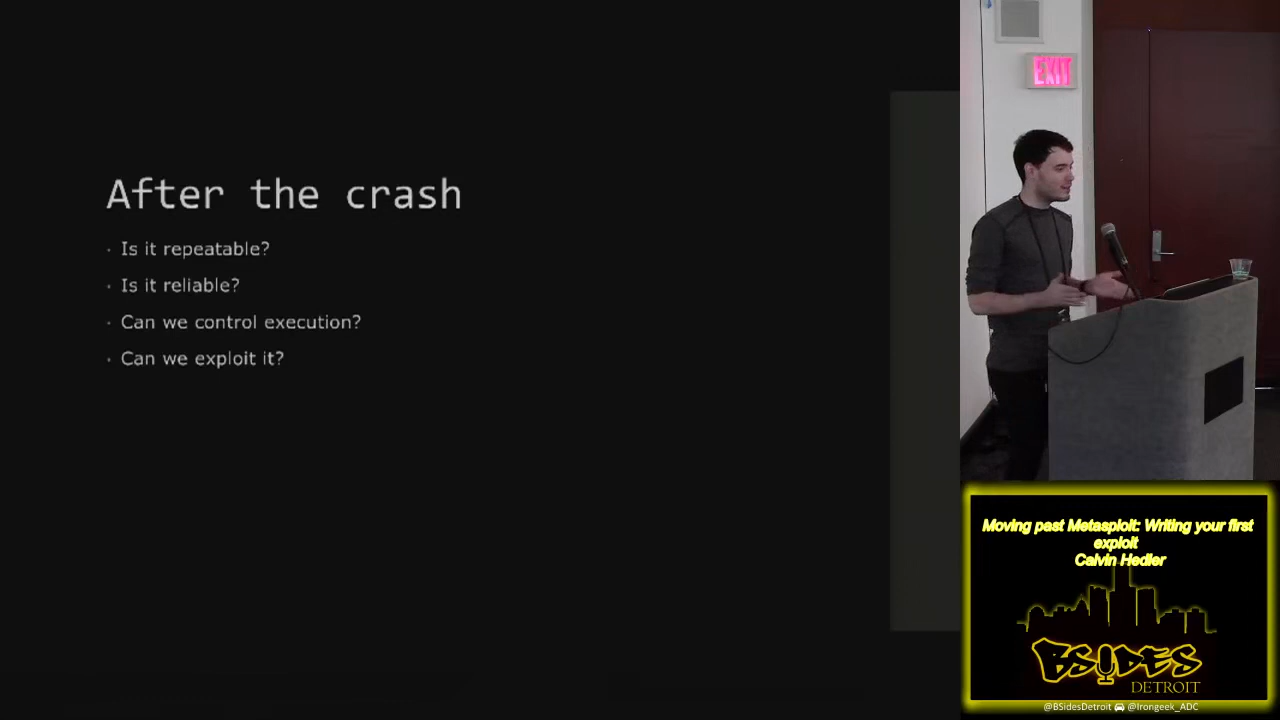 After the crash
· Is it repeatable?
· Is it reliable?
· Can we control execution?
· Can we exploit it?
EXIT
Moving past Metasploit: Writing your first
exploit
Calvin Hedler
BSIDES
DETROIT
@BSidesDetroit 🚘 @Irongeek_ADC